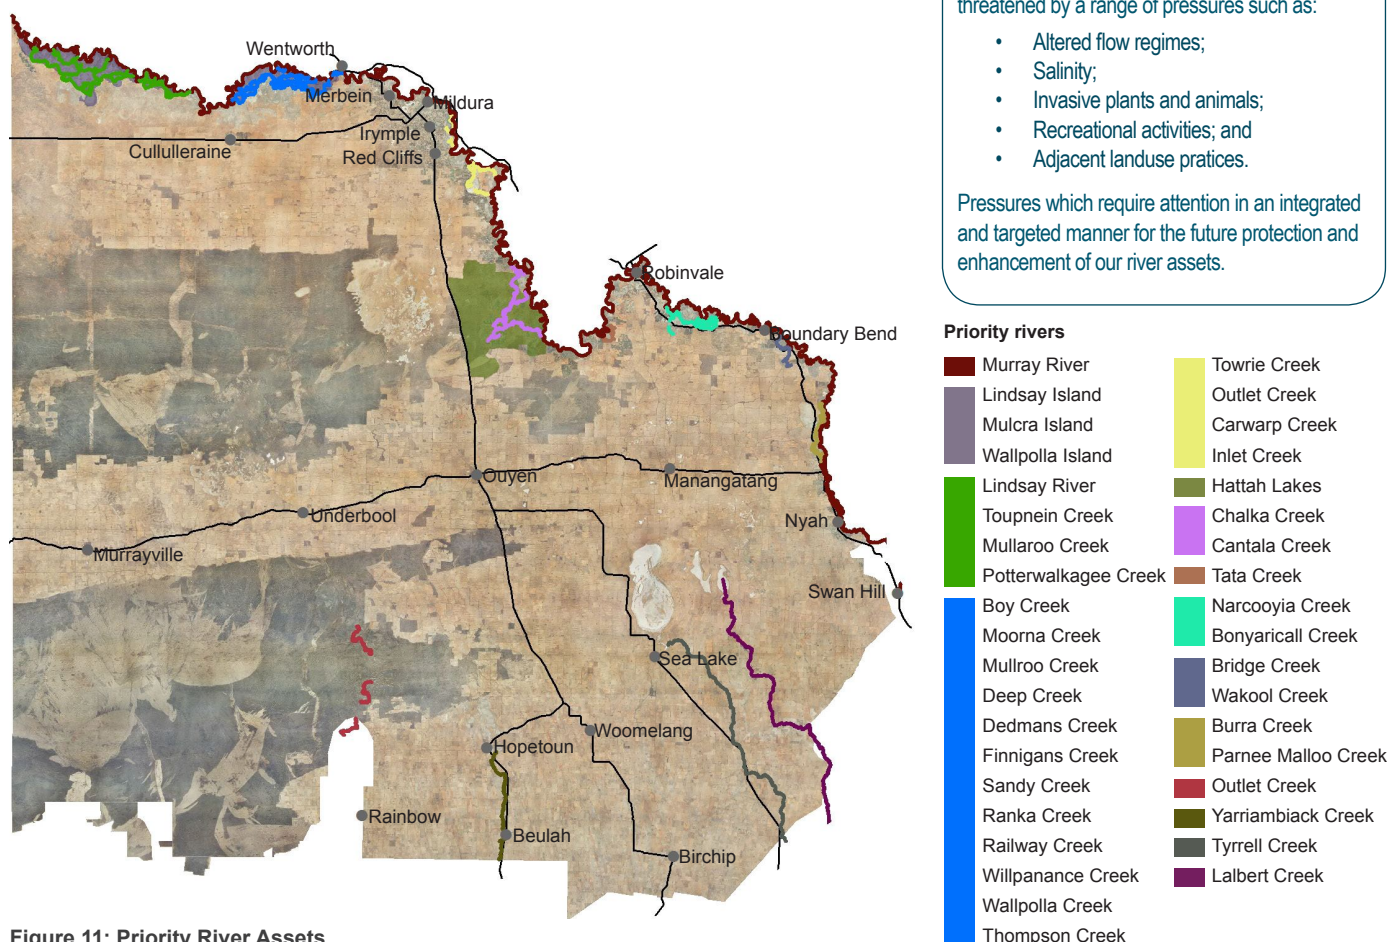 threatened by a range of pressures such as:
• Altered flow regimes;
• Salinity;
• Invasive plants and animals;
• Recreational activities; and
• Adjacent landuse pratices.
Pressures which require attention in an integrated
and targeted manner for the future protection and
enhancement of our river assets.
Wentworth
Merbein
Mildura
Irymple
Cullulleraine
Red Cliffs
Robinvale
Boundary Bend
Ouyen
Manangatang
Underbool
Nyah
Murrayville
Swan Hill
Sea Lake
Woomelang
Hopetoun
Rainbow
Beulah
Birchip
Priority rivers
Murray River
Lindsay Island
Mulcra Island
Wallpolla Island
Lindsay River
Toupnein Creek
Mullaroo Creek
Potterwalkagee Creek
Boy Creek
Moorna Creek
Mullroo Creek
Deep Creek
Dedmans Creek
Finnigans Creek
Sandy Creek
Ranka Creek
Railway Creek
Willpanance Creek
Wallpolla Creek
Thompson Creek
Towrie Creek
Outlet Creek
Carwarp Creek
Inlet Creek
Hattah Lakes
Chalka Creek
Cantala Creek
Tata Creek
Narcooyia Creek
Bonyaricall Creek
Bridge Creek
Wakool Creek
Burra Creek
Parnee Malloo Creek
Outlet Creek
Yarriambiack Creek
Tyrrell Creek
Lalbert Creek
Figure 11: Priority River Assets